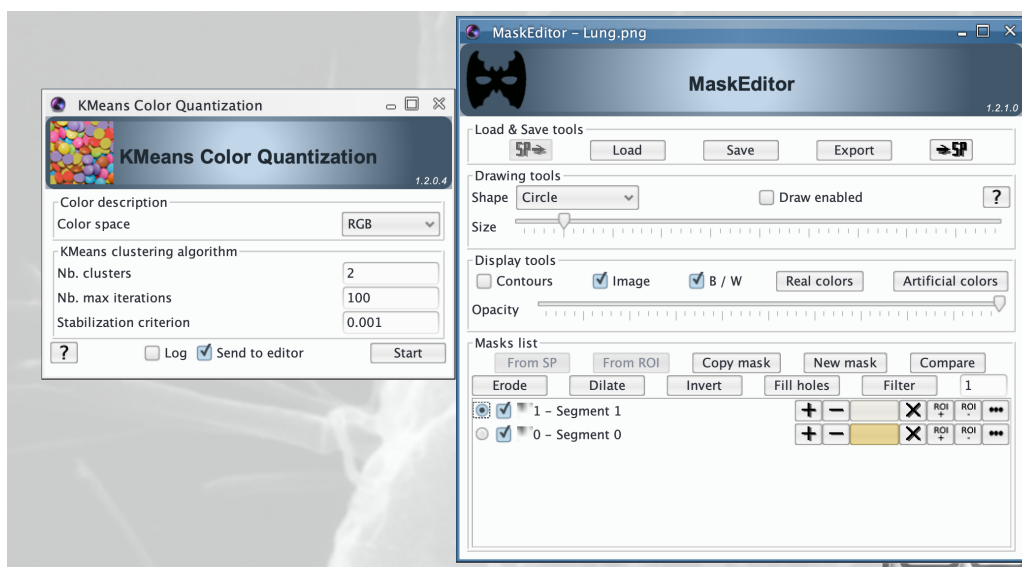 KMeans Color Quantization
KMeans Color Quantization
1.2.0.4
Color description
Color space RGB
KMeans clustering algorithm
Nb. clusters 2
Nb. max iterations 100
Stabilization criterion 0.001
? Log Send to editor Start
MaskEditor – Lung.png
MaskEditor
1.2.1.0
Load & Save tools
SP Load Save Export SP
Drawing tools
Shape Circle Draw enabled ?
Size
Display tools
Contours Image B / W Real colors Artificial colors
Opacity
Masks list
From SP From ROI Copy mask New mask Compare
Erode Dilate Invert Fill holes Filter 1
1 – Segment 1 + − X ROI + ROI - •••
0 – Segment 0 + − X ROI + ROI - •••